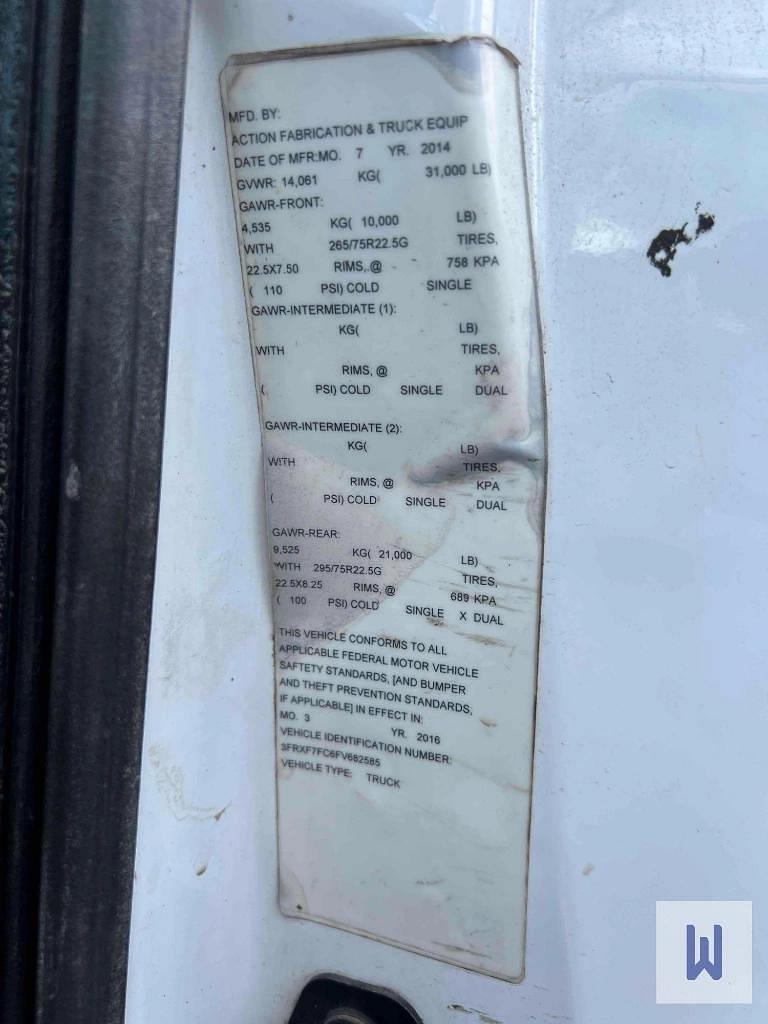 MFD. BY:
ACTION FABRICATION & TRUCK EQUIP
DATE OF MFR:MO. 7 YR. 2014
GVWR: 14,061 KG( 31,000 LB)
GAWR-FRONT:
4,535 KG( 10,000 LB)
WITH 265/75R22.5G TIRES,
22.5X7.50 RIMS, @ 758 KPA
( 110 PSI) COLD SINGLE
GAWR-INTERMEDIATE (1):
KG( LB)
WITH TIRES,
RIMS, @ KPA
( PSI) COLD SINGLE DUAL
GAWR-INTERMEDIATE (2):
KG( LB)
WITH TIRES,
RIMS, @ KPA
( PSI) COLD SINGLE DUAL
GAWR-REAR:
9,525 KG( 21,000 LB)
WITH 295/75R22.5G TIRES,
22.5X8.25 RIMS, @ 689 KPA
( 100 PSI) COLD SINGLE X DUAL
THIS VEHICLE CONFORMS TO ALL
APPLICABLE FEDERAL MOTOR VEHICLE
SAFTETY STANDARDS, [AND BUMPER
AND THEFT PREVENTION STANDARDS,
IF APPLICABLE] IN EFFECT IN:
MO. 3 YR. 2016
VEHICLE IDENTIFICATION NUMBER:
3FRXF7FC6FV682585
VEHICLE TYPE: TRUCK
W